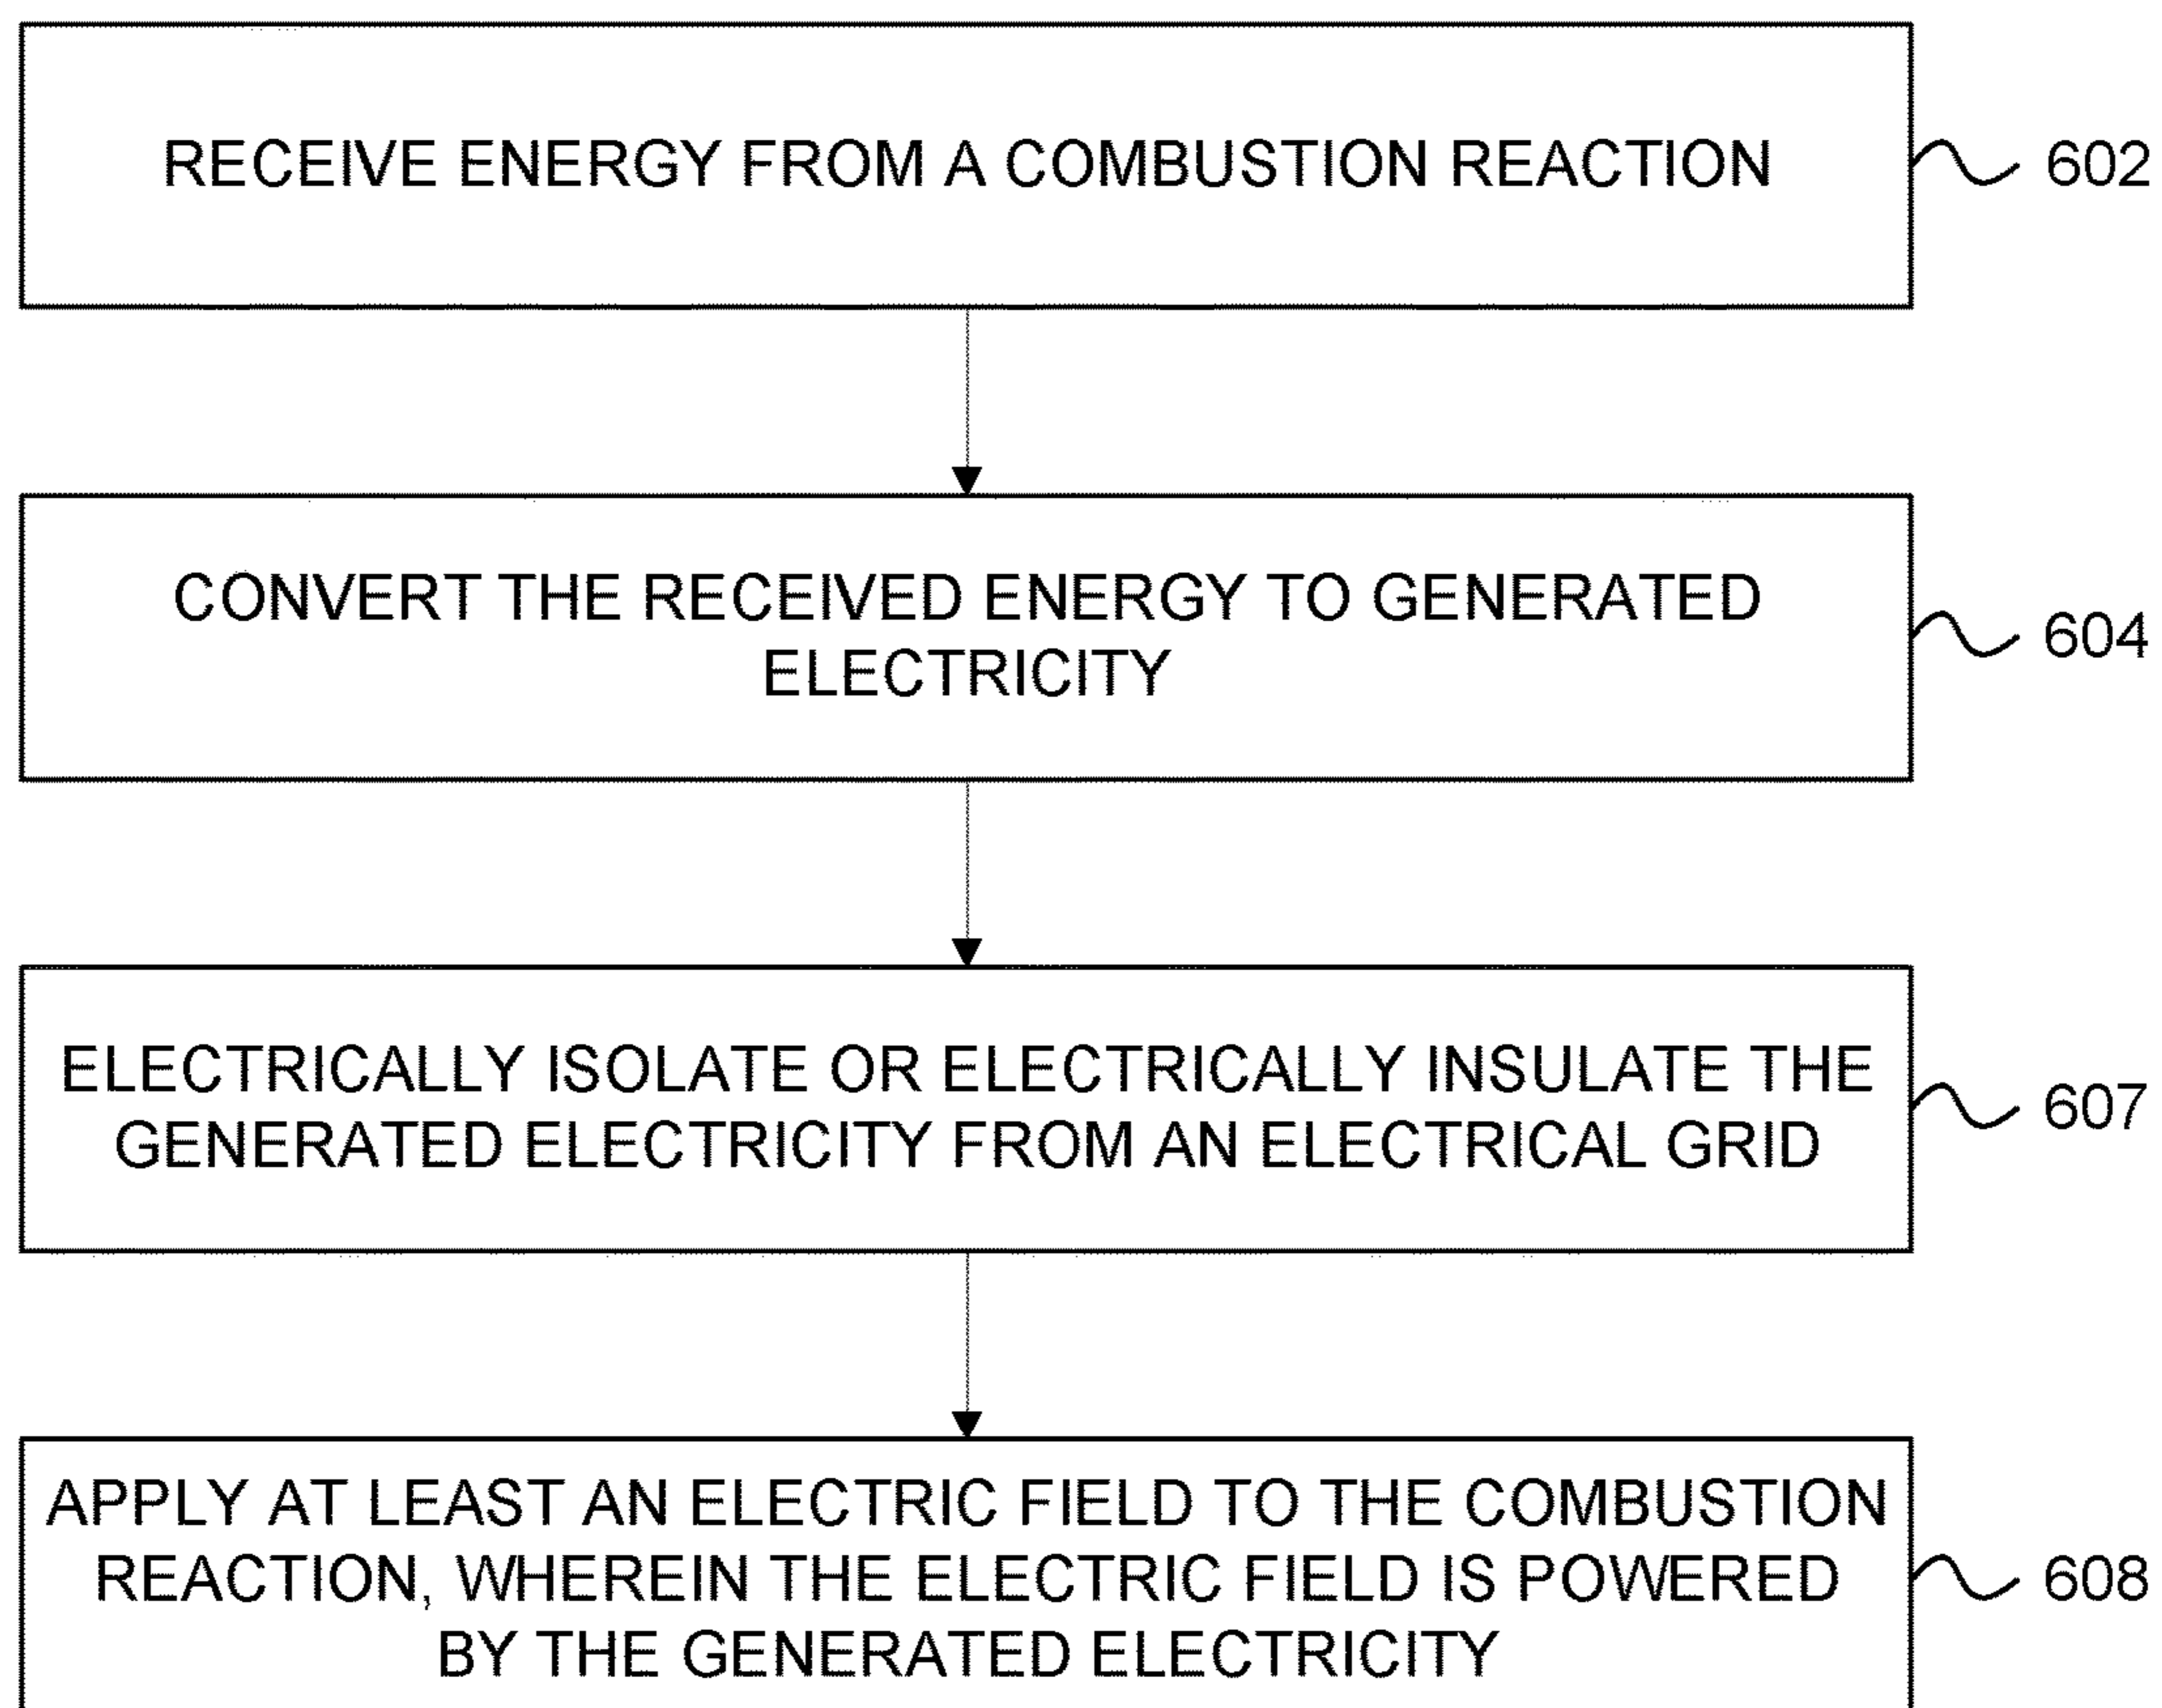 RECEIVE ENERGY FROM A COMBUSTION REACTION
602
CONVERT THE RECEIVED ENERGY TO GENERATED
ELECTRICITY
604
ELECTRICALLY ISOLATE OR ELECTRICALLY INSULATE THE
GENERATED ELECTRICITY FROM AN ELECTRICAL GRID
607
APPLY AT LEAST AN ELECTRIC FIELD TO THE COMBUSTION
REACTION, WHEREIN THE ELECTRIC FIELD IS POWERED
BY THE GENERATED ELECTRICITY
608